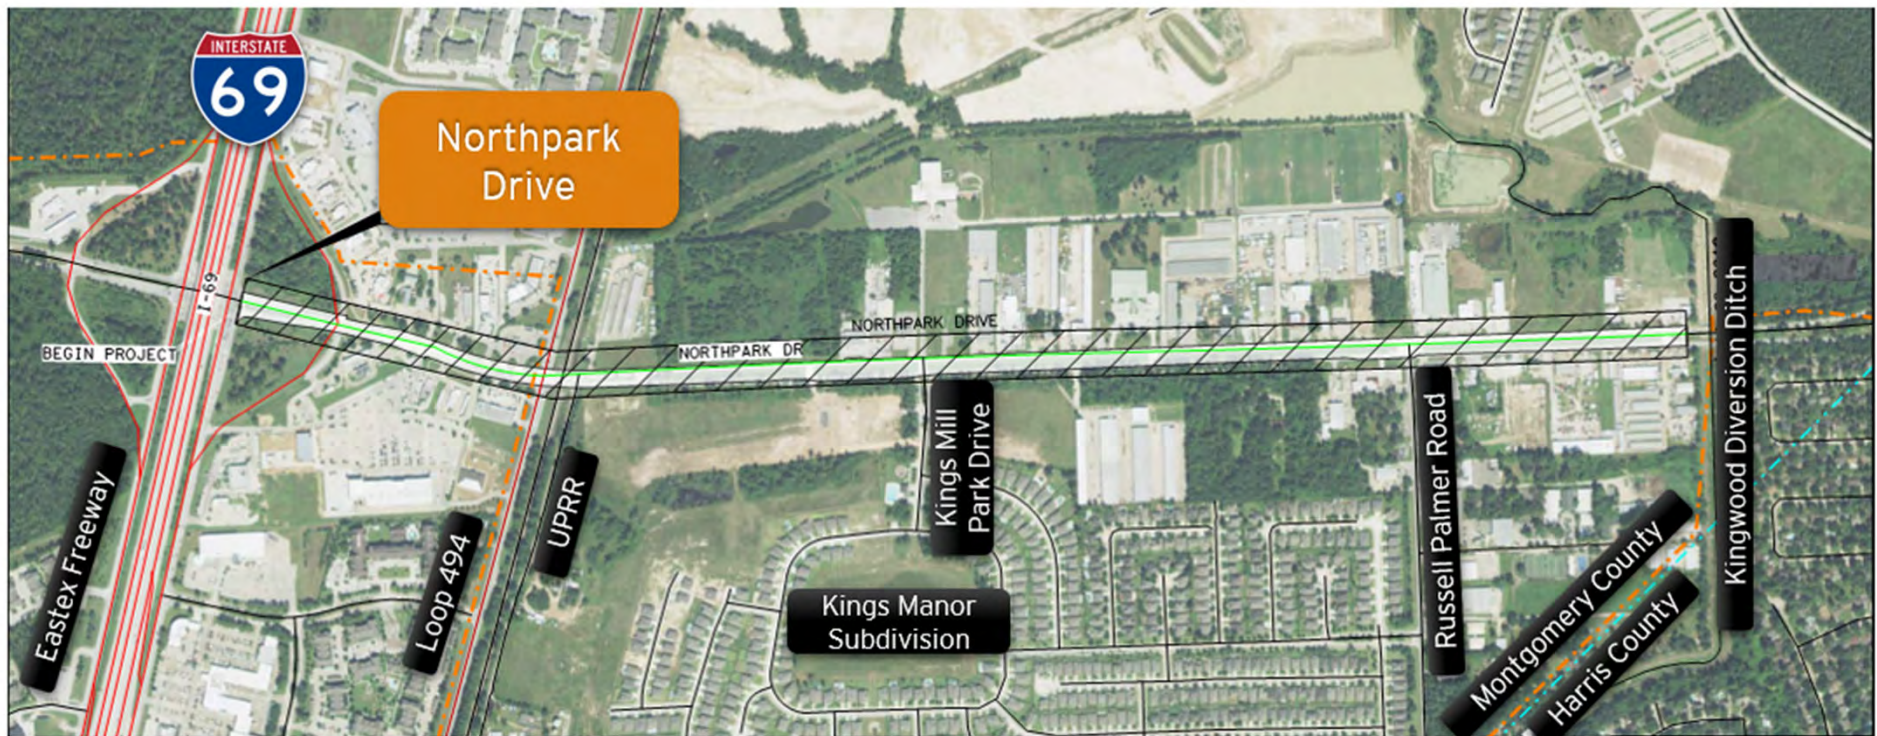 INTERSTATE
69
Northpark
Drive
I-69
BEGIN PROJECT
NORTHPARK DRIVE
NORTHPARK DR
Eastex Freeway
Loop 494
UPRR
Kings Mill
Park Drive
Kings Manor
Subdivision
Russell Palmer Road
Kingwood Diversion Ditch
Montgomery County
Harris County